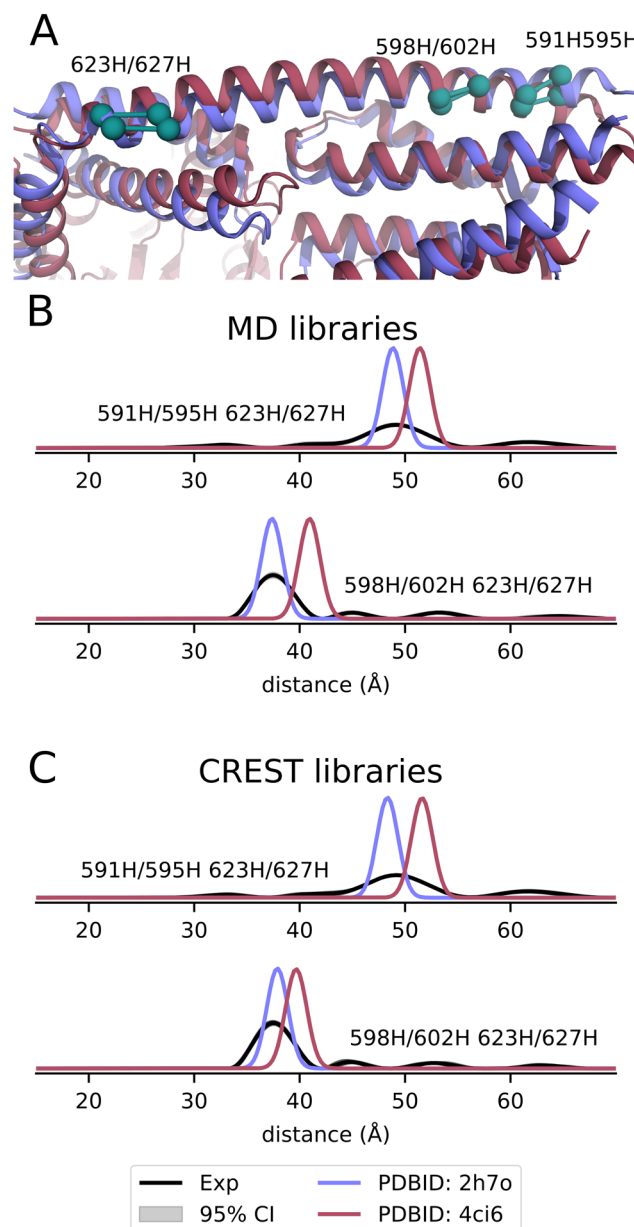 A
623H/627H
598H/602H
591H595H
B
MD libraries
591H/595H 623H/627H
20 30 40 50 60
598H/602H 623H/627H
20 30 40 50 60
distance (Å)
C
CREST libraries
591H/595H 623H/627H
20 30 40 50 60
598H/602H 623H/627H
20 30 40 50 60
distance (Å)
Exp PDBID: 2h7o
95% CI PDBID: 4ci6